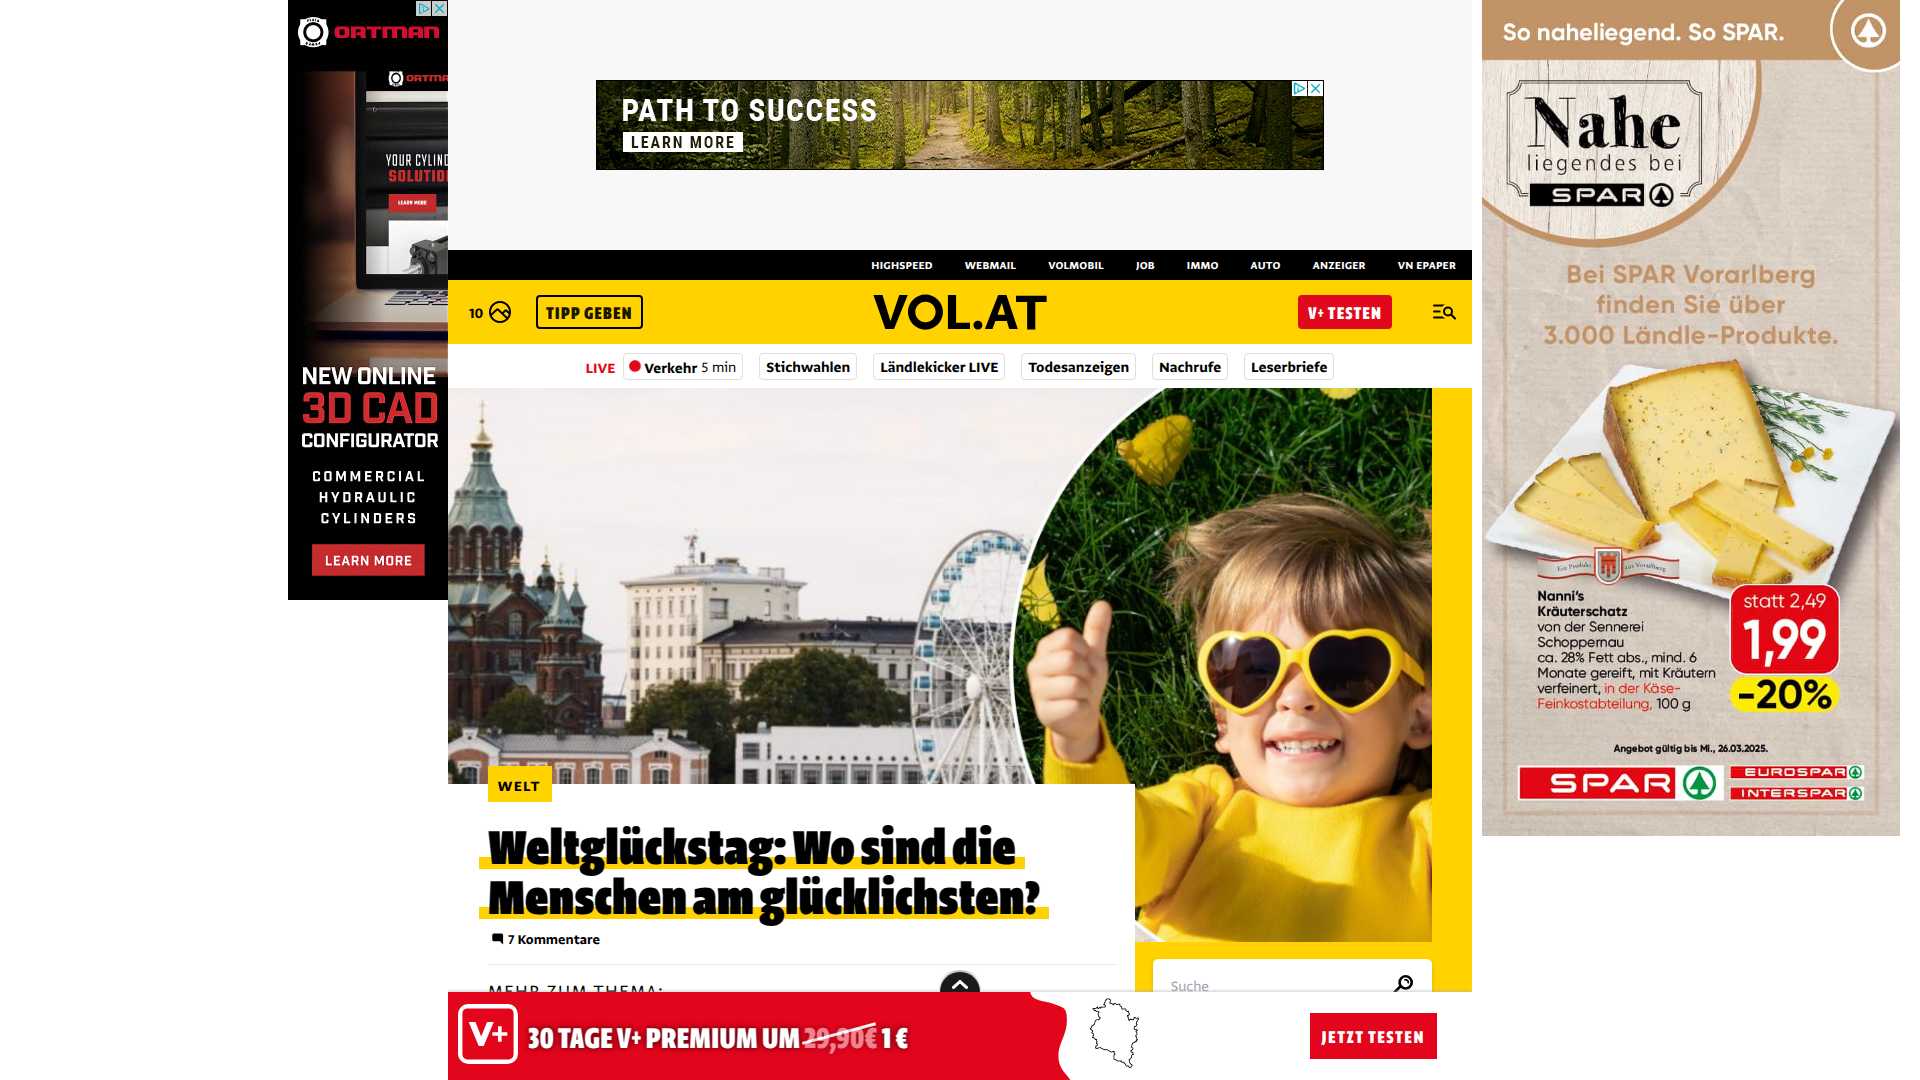 ORTMAN
ORTMA
YOUR CYLIN
SOLUTIO
LEARN MORE
NEW ONLINE
3D CAD
CONFIGURATOR
COMMERCIAL
HYDRAULIC
CYLINDERS
LEARN MORE
PATH TO SUCCESS
LEARN MORE
HIGHSPEED WEBMAIL VOLMOBIL JOB IMMO AUTO ANZEIGER VN EPAPER
10 TIPP GEBEN VOL.AT V+ TESTEN
LIVE Verkehr 5 min Stichwahlen Ländlekicker LIVE Todesanzeigen Nachrufe Leserbriefe
WELT
Weltglückstag: Wo sind die
Menschen am glücklichsten?
7 Kommentare
MEHR ZUM THEMA:
Suche
V+ 30 TAGE V+ PREMIUM UM 29,90€ 1 €
JETZT TESTEN
So naheliegend. So SPAR.
Nahe
liegendes bei
SPAR
Bei SPAR Vorarlberg
finden Sie über
3.000 Ländle-Produkte.
Ein Produkt aus Vorarlberg
Nanni's
Kräuterschatz
von der Sennerei
Schoppernau
ca. 28% Fett abs., mind. 6
Monate gereift, mit Kräutern
verfeinert, in der Käse-
Feinkostabteilung, 100 g
statt 2,49
1,99
-20%
Angebot gültig bis Mi., 26.03.2025.
SPAR
EUROSPAR
INTERSPAR